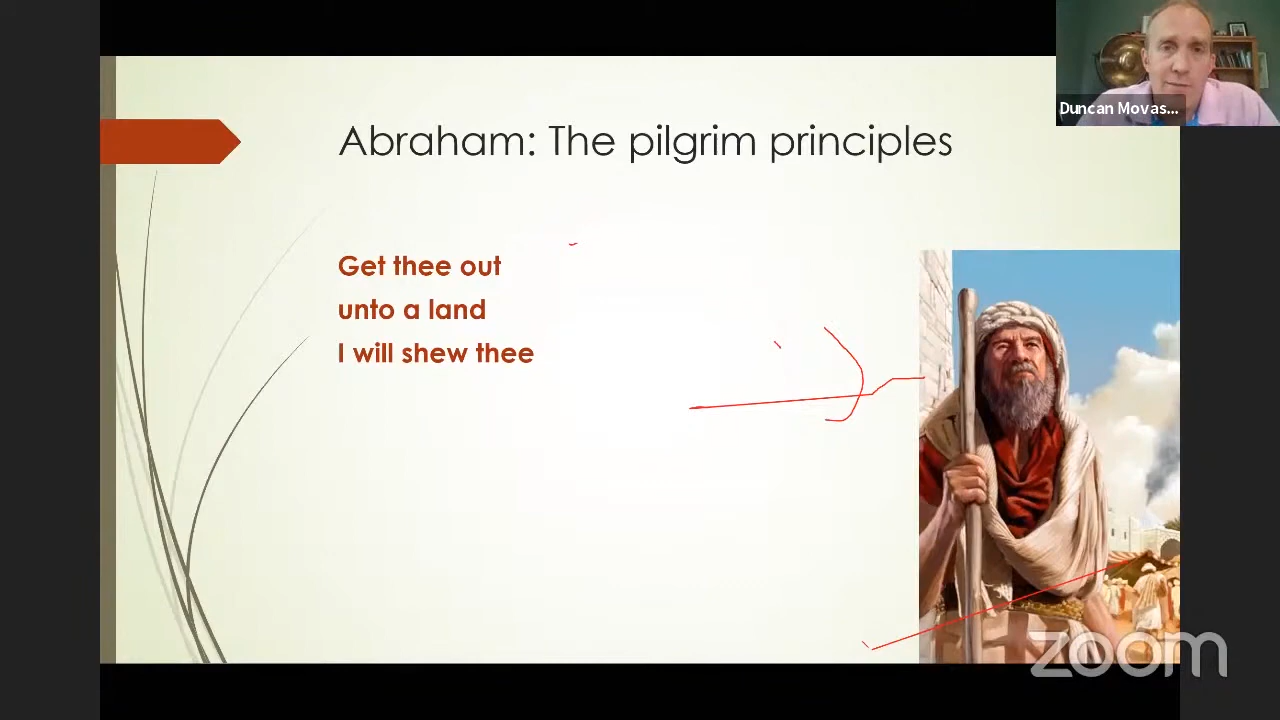 Duncan Movas...
Abraham: The pilgrim principles
Get thee out
unto a land
I will shew thee
zoom